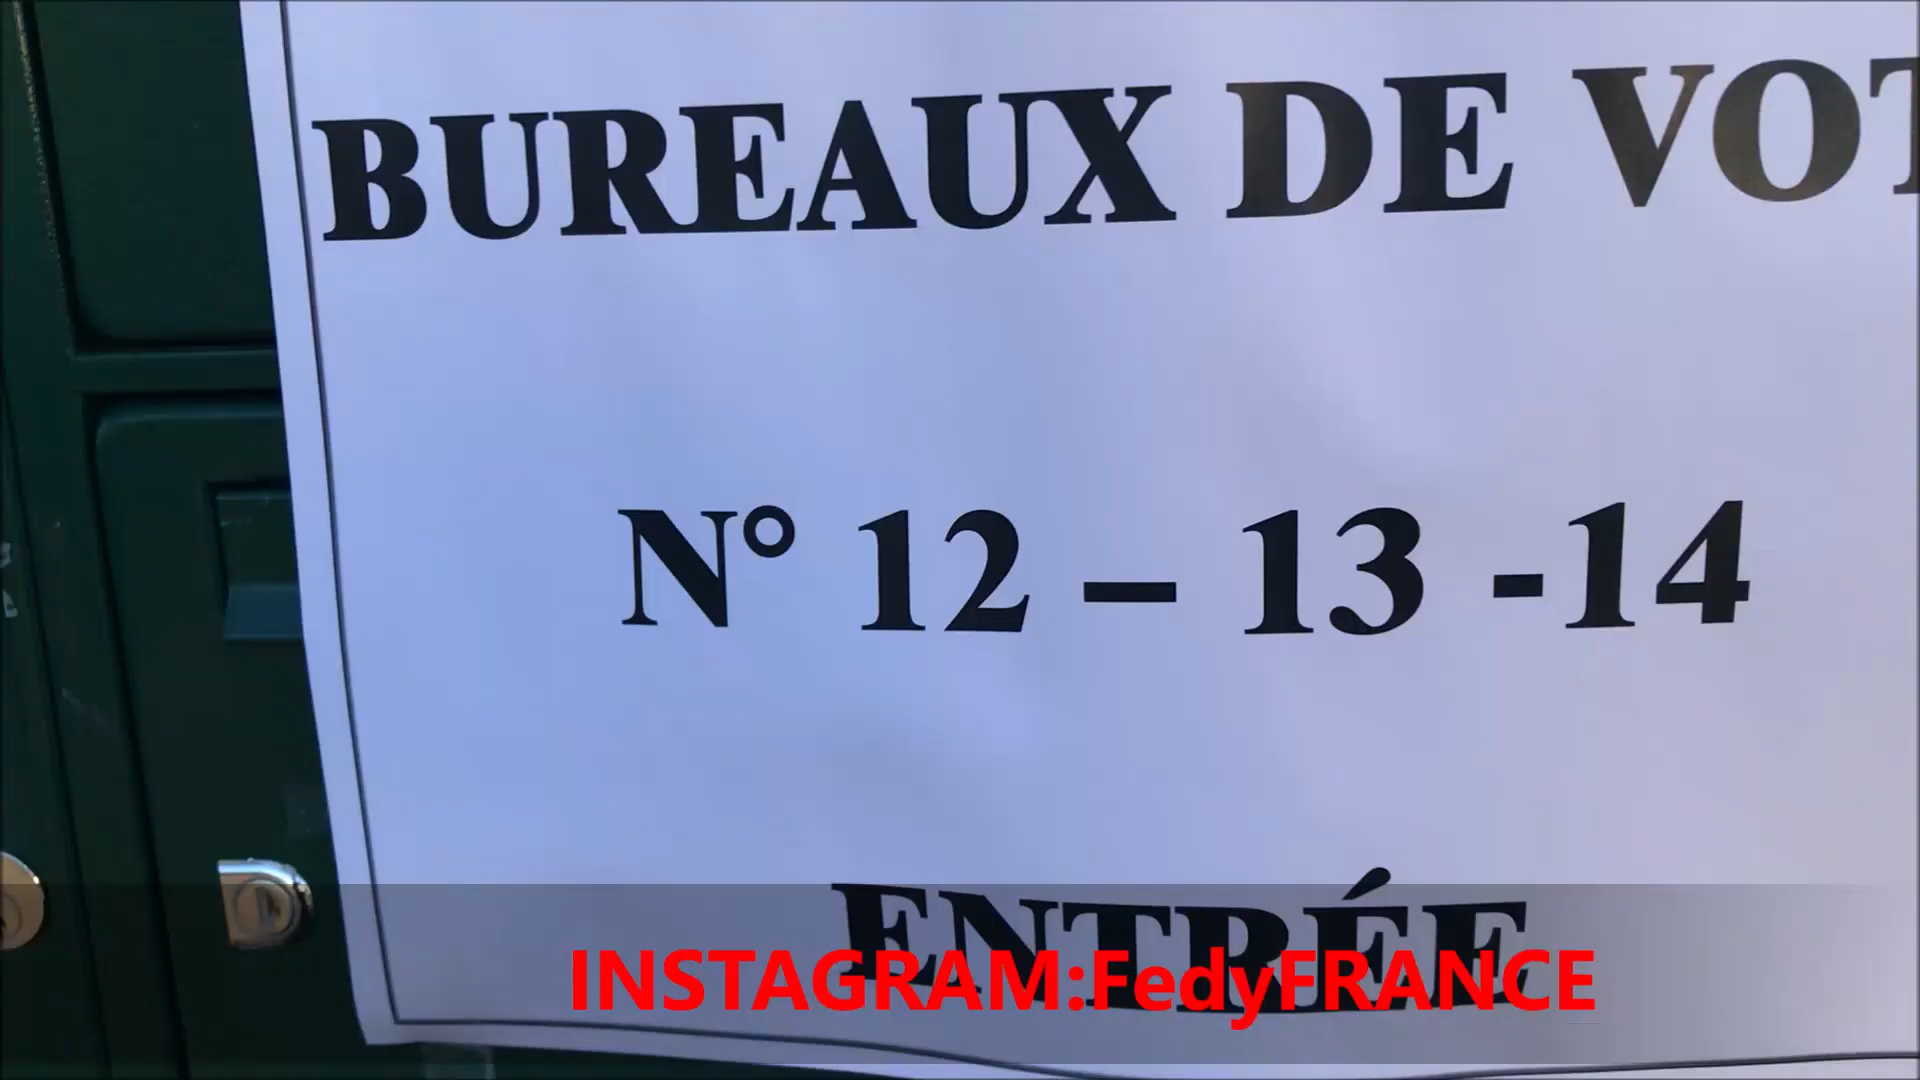 BUREAUX DE VOT
N° 12 – 13 -14
ENTRÉE
INSTAGRAM:FedyFRANCE